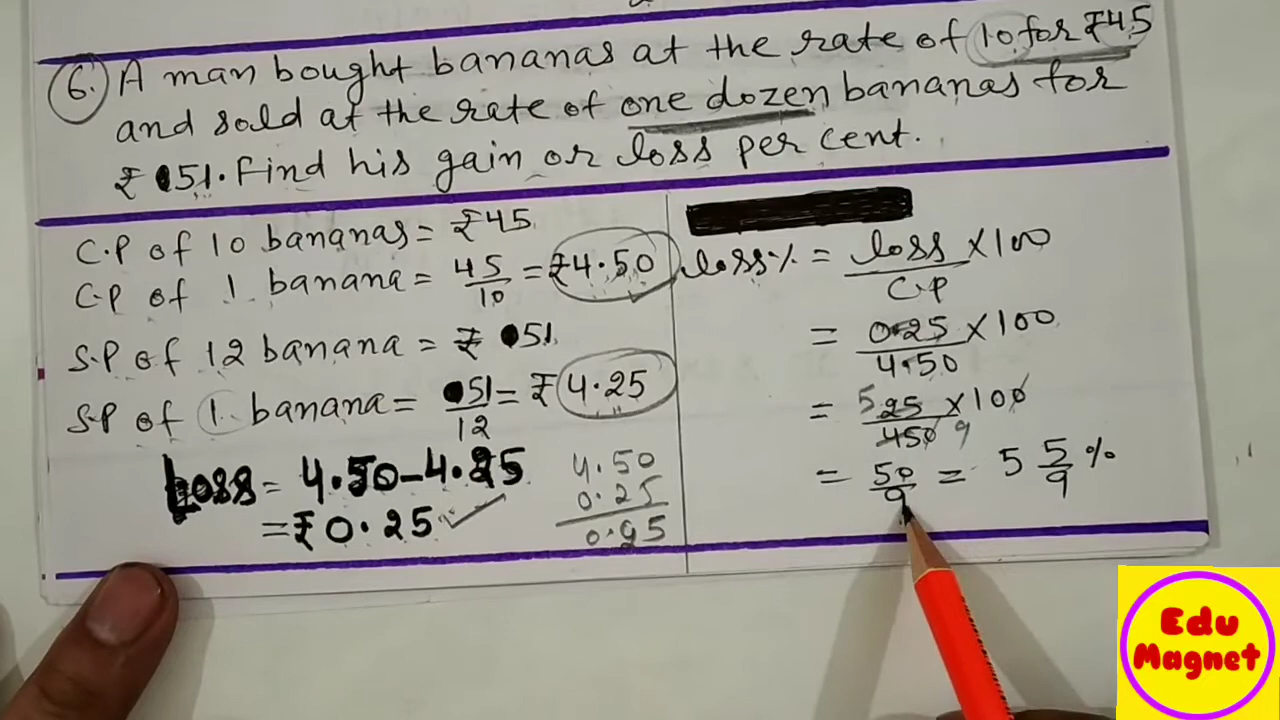 6. A man bought bananas at the rate of 10 for ₹45
and sold at the rate of one dozen bananas for
₹ 51. Find his gain or loss per cent.
C.P of 10 bananas = ₹45
C.P of 1 banana = 45/10 = ₹4.50
S.P of 12 banana = ₹ 51
S.P of 1 banana = 51/12 = ₹ 4.25
Loss = 4.50-4.25
= ₹0.25
4.50
0.25
0.25
loss% = loss/C.P × 100
= 0.25/4.50 × 100
= 5 25/450 9 × 100
= 50/9 = 5 5/9 %
Edu
Magnet